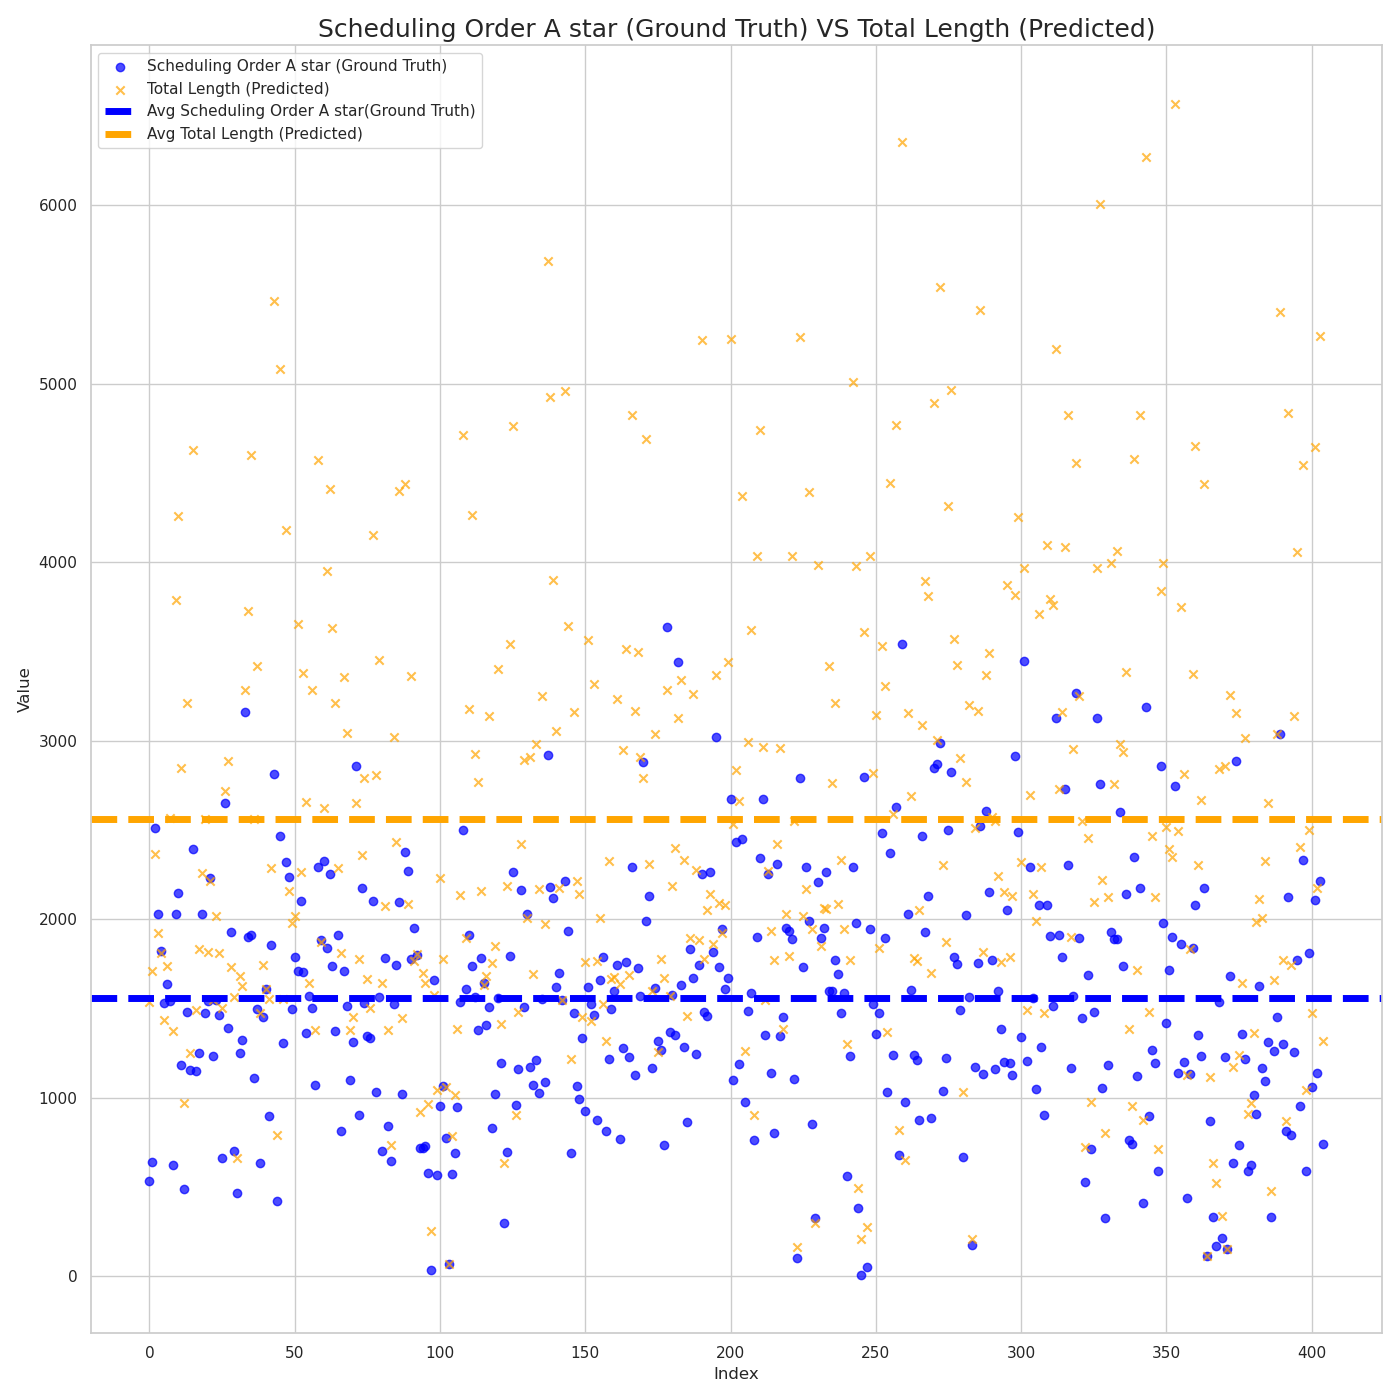 Scheduling Order A star (Ground Truth) VS Total Length (Predicted)
Scheduling Order A star (Ground Truth)
Total Length (Predicted)
Avg Scheduling Order A star(Ground Truth)
Avg Total Length (Predicted)
6000
5000
4000
3000
2000
1000
0
Value
0 50 100 150 200 250 300 350 400
Index